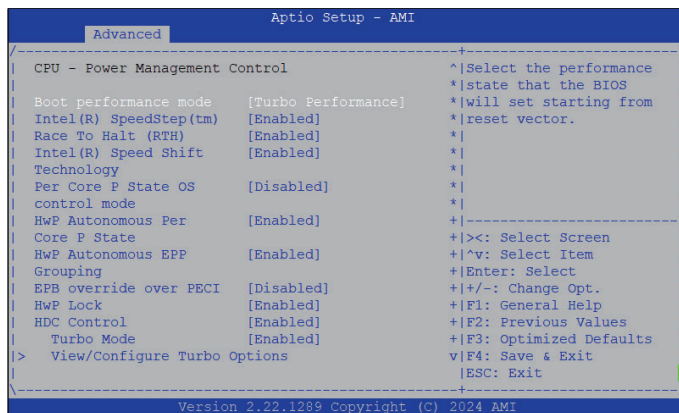 Aptio Setup - AMI
Advanced
/------------------------------------------------------+------------------------
| CPU - Power Management Control ^|Select the performance
| *|state that the BIOS
| Boot performance mode [Turbo Performance] *|will set starting from
| Intel(R) SpeedStep(tm) [Enabled] *|reset vector.
| Race To Halt (RTH) [Enabled] *|
| Intel(R) Speed Shift [Enabled] *|
| Technology *|
| Per Core P State OS [Disabled] *|
| control mode *|
| HwP Autonomous Per [Enabled] +|------------------------
| Core P State +|><: Select Screen
| HwP Autonomous EPP [Enabled] +|^v: Select Item
| Grouping +|Enter: Select
| EPB override over PECI [Disabled] +|+/-: Change Opt.
| HwP Lock [Enabled] +|F1: General Help
| HDC Control [Enabled] +|F2: Previous Values
| Turbo Mode [Enabled] +|F3: Optimized Defaults
|> View/Configure Turbo Options v|F4: Save & Exit
| |ESC: Exit
\------------------------------------------------------+------------------------
Version 2.22.1289 Copyright (C) 2024 AMI